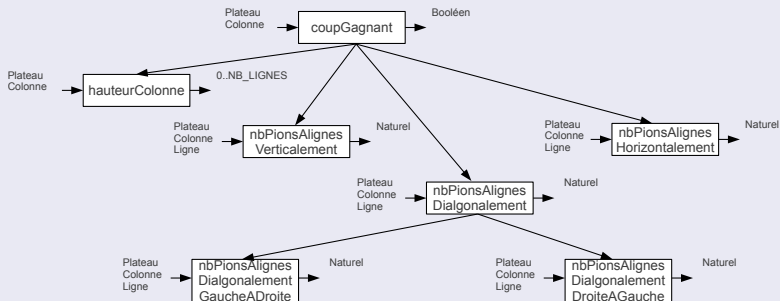 Plateau
Colonne
coupGagnant
Booléen
Plateau
Colonne
hauteurColonne
0..NB_LIGNES
Plateau
Colonne
Ligne
nbPionsAlignes
Verticalement
Naturel
Plateau
Colonne
Ligne
nbPionsAlignes
Horizontalement
Naturel
Plateau
Colonne
Ligne
nbPionsAlignes
Dialgonalement
Naturel
Plateau
Colonne
Ligne
nbPionsAlignes
Dialgonalement
GaucheADroite
Naturel
Plateau
Colonne
Ligne
nbPionsAlignes
Dialgonalement
DroiteAGauche
Naturel